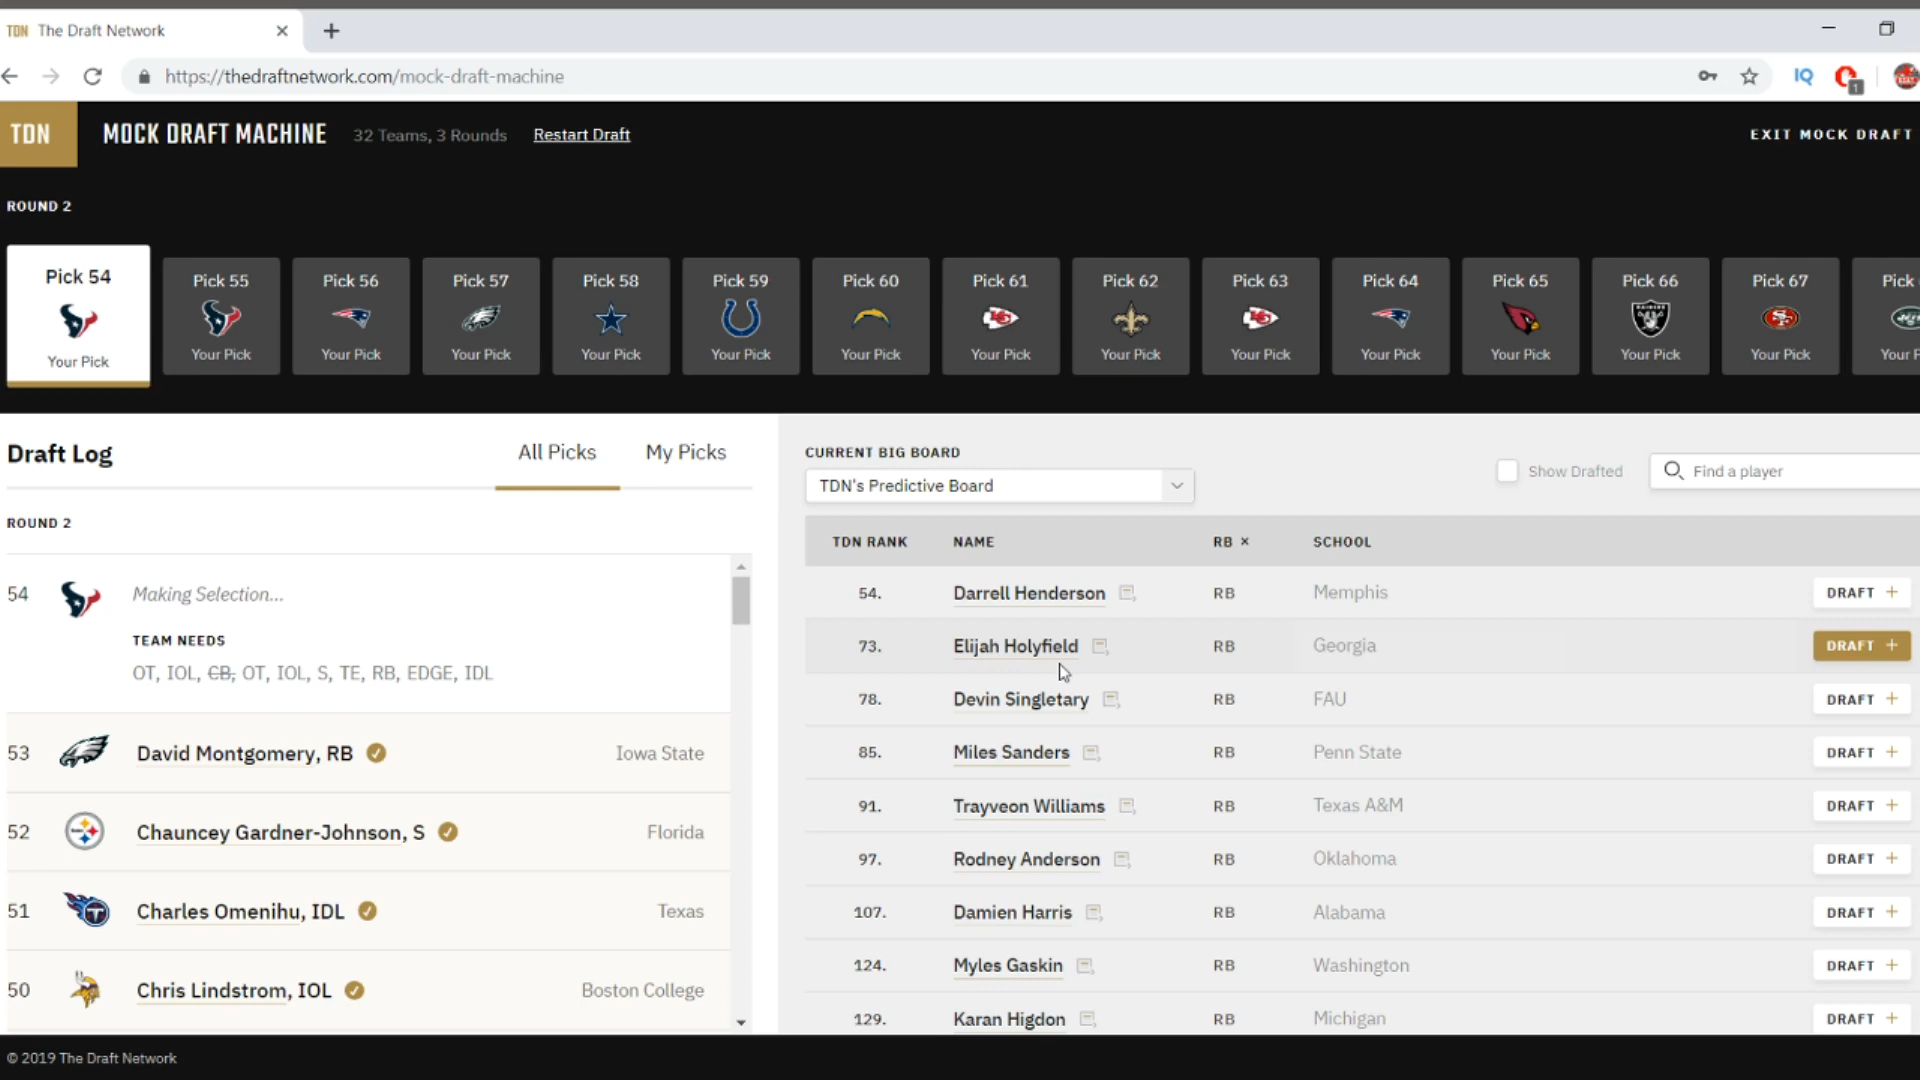 TDN The Draft Network
https://thedraftnetwork.com/mock-draft-machine
IQ
1
TDN
MOCK DRAFT MACHINE 32 Teams, 3 Rounds Restart Draft
EXIT MOCK DRAFT
ROUND 2
Pick 54
Your Pick
Pick 55
Your Pick
Pick 56
Your Pick
Pick 57
Your Pick
Pick 58
Your Pick
Pick 59
Your Pick
Pick 60
Your Pick
Pick 61
Your Pick
Pick 62
Your Pick
Pick 63
Your Pick
Pick 64
Your Pick
Pick 65
Your Pick
Pick 66
Your Pick
Pick 67
Your Pick
Pick
Your P
Draft Log
All Picks
My Picks
ROUND 2
54 Making Selection...
TEAM NEEDS
OT, IOL, CB, OT, IOL, S, TE, RB, EDGE, IDL
53 David Montgomery, RB Iowa State
52 Chauncey Gardner-Johnson, S Florida
51 Charles Omenihu, IDL Texas
50 Chris Lindstrom, IOL Boston College
CURRENT BIG BOARD
TDN's Predictive Board
Show Drafted
Find a player
TDN RANK NAME RB × SCHOOL
54. Darrell Henderson RB Memphis DRAFT +
73. Elijah Holyfield RB Georgia DRAFT +
78. Devin Singletary RB FAU DRAFT +
85. Miles Sanders RB Penn State DRAFT +
91. Trayveon Williams RB Texas A&M DRAFT +
97. Rodney Anderson RB Oklahoma DRAFT +
107. Damien Harris RB Alabama DRAFT +
124. Myles Gaskin RB Washington DRAFT +
129. Karan Higdon RB Michigan DRAFT +
© 2019 The Draft Network